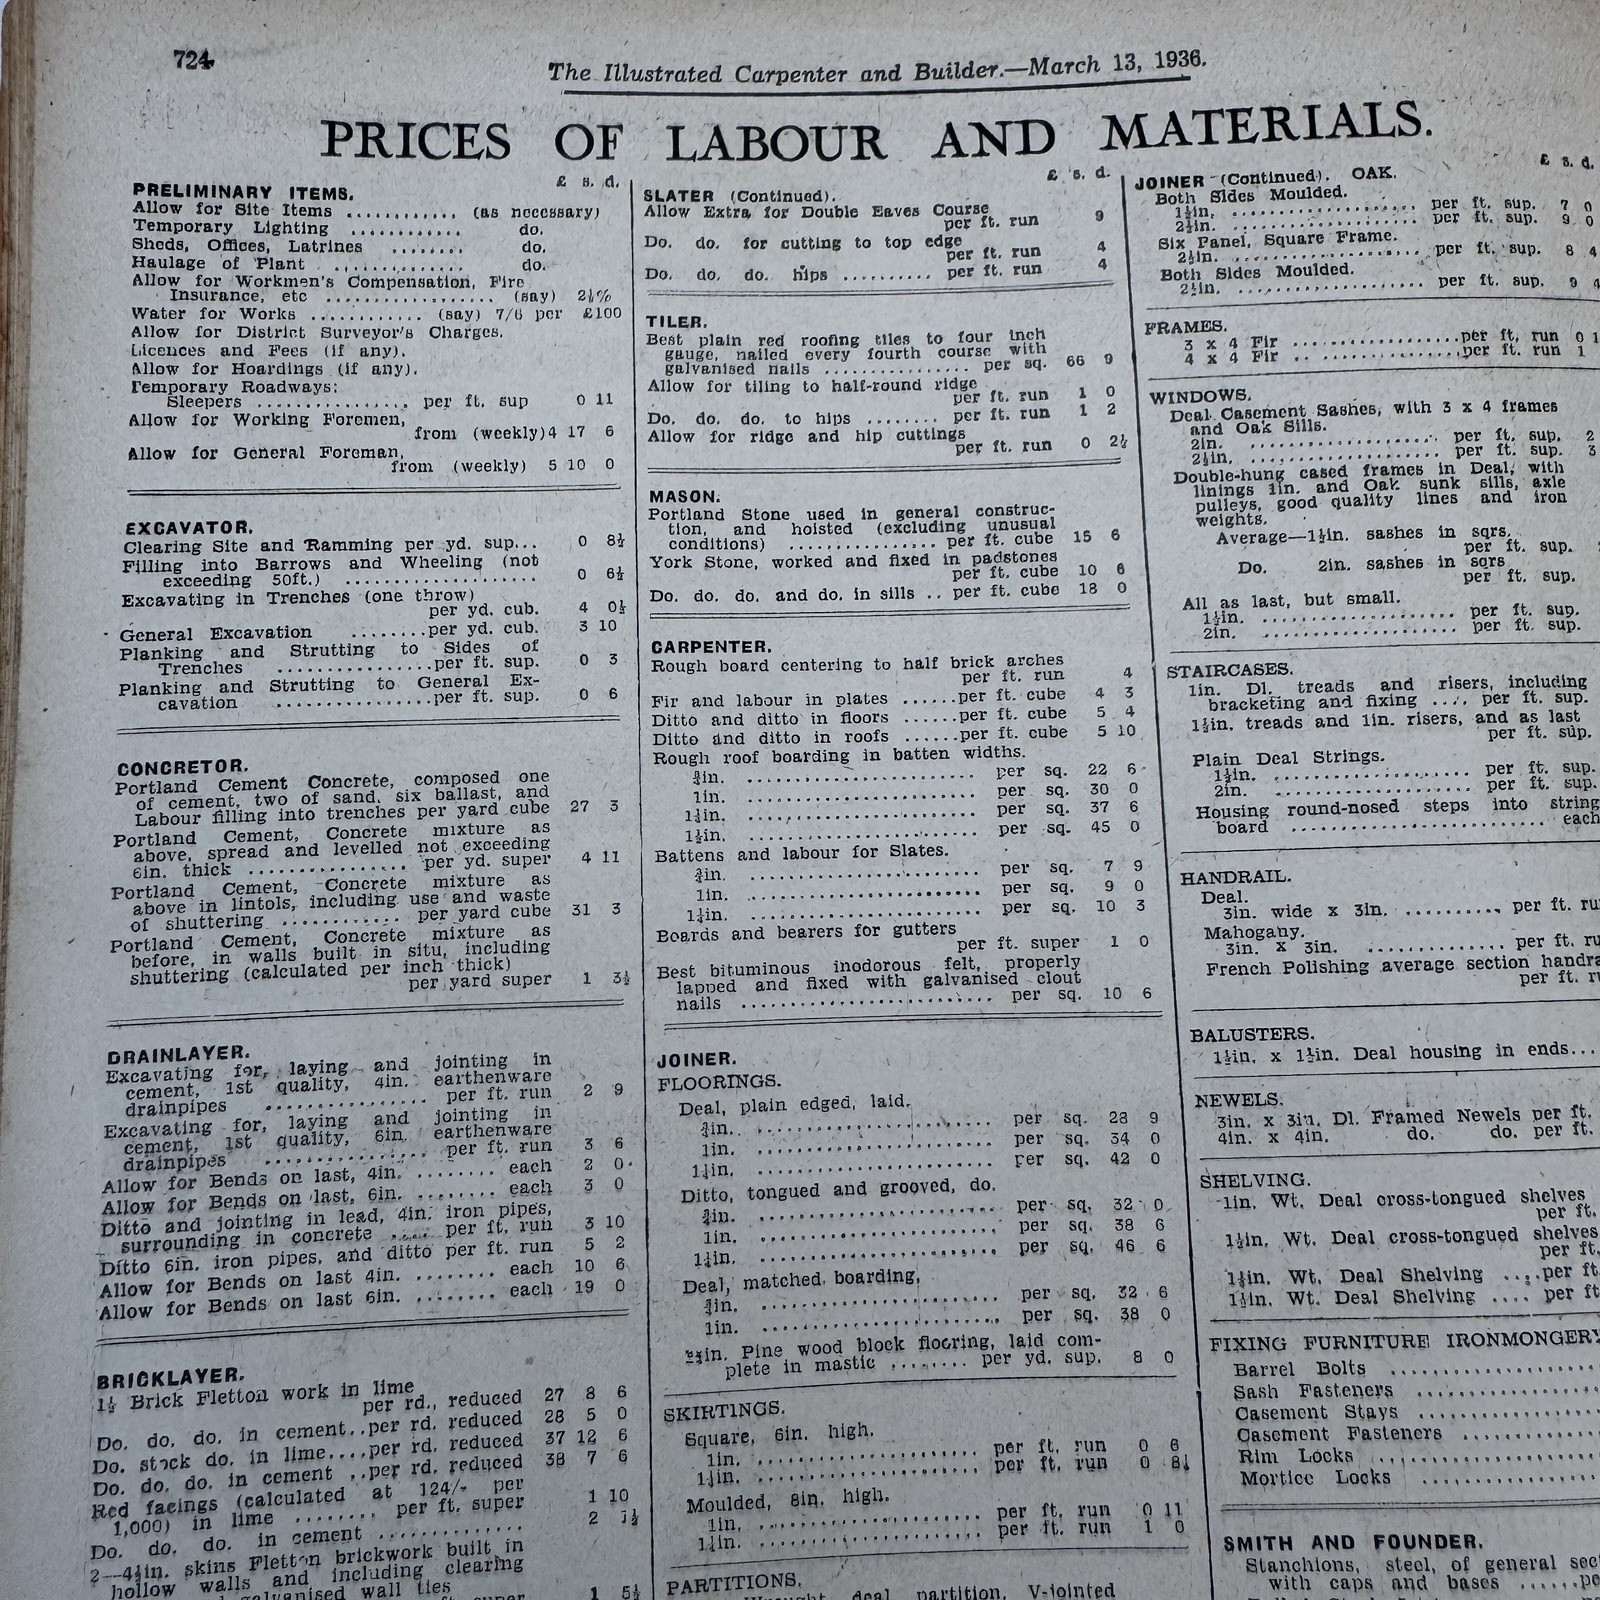 724
The Illustrated Carpenter and Builder.—March 13, 1936.
PRICES OF LABOUR AND MATERIALS.
£ s. d.
PRELIMINARY ITEMS.
Allow for Site Items ............ (as necessary)
Temporary Lighting ............ do.
Sheds, Offices, Latrines ........ do.
Haulage of Plant .............. do.
Allow for Workmen's Compensation, Fire
Insurance, etc .................. (say) 2½%
Water for Works ............ (say) 7/6 per £100
Allow for District Surveyor's Charges.
Licences and Fees (if any).
Allow for Hoardings (if any).
Temporary Roadways:
Sleepers ................ per ft. sup 0 11
Allow for Working Foremen,
from (weekly) 4 17 6
Allow for General Foreman,
from (weekly) 5 10 0
EXCAVATOR.
Clearing Site and Ramming per yd. sup... 0 8½
Filling into Barrows and Wheeling (not
exceeding 50ft.) .................... 0 6½
Excavating in Trenches (one throw)
per yd. cub. 4 0½
General Excavation ........per yd. cub. 3 10
Planking and Strutting to Sides of
Trenches ................per ft. sup. 0 3
Planking and Strutting to General Ex-
cavation ................per ft. sup. 0 6
CONCRETOR.
Portland Cement Concrete, composed one
of cement, two of sand, six ballast, and
Labour filling into trenches per yard cube 27 3
Portland Cement, Concrete mixture as
above, spread and levelled not exceeding
6in. thick ................ per yd. super 4 11
Portland Cement, Concrete mixture as
above in lintols, including use and waste
of shuttering ............ per yard cube 31 3
Portland Cement, Concrete mixture as
before, in walls built in situ, including
shuttering (calculated per inch thick)
per yard super 1 3½
DRAINLAYER.
Excavating for, laying and jointing in
cement, 1st quality, 4in. earthenware
drainpipes ................ per ft. run 2 9
Excavating for, laying and jointing in
cement, 1st quality, 6in. earthenware
drainpipes ................ per ft. run 3 6
Allow for Bends on last, 4in. ........ each 2 0
Allow for Bends on last, 6in. ........ each 3 0
Ditto and jointing in lead, 4in. iron pipes,
surrounding in concrete ..... per ft. run 3 10
Ditto 6in. iron pipes, and ditto per ft. run 5 2
Allow for Bends on last 4in. ........ each 10 6
Allow for Bends on last 6in. ........ each 19 0
BRICKLAYER.
1½ Brick Fletton work in lime
per rd., reduced 27 8 6
Do. do. do. in cement..per rd. reduced 28 5 0
Do. stock do. in lime....per rd. reduced 37 12 6
Do. do. do. in cement ..per rd. reduced 38 7 6
Red facings (calculated at 124/- per
1,000) in lime ........ per ft. super 1 10
Do. do. do. in cement .............. 2 1½
2—4½in. skins Fletton brickwork built in
hollow walls and including clearing
galvanised wall ties
super 1 5½
£ s. d.
SLATER (Continued).
Allow Extra for Double Eaves Course
per ft. run 9
Do. do. for cutting to top edge
per ft. run 4
Do. do. do. hips .......... per ft. run 4
TILER.
Best plain red roofing tiles to four inch
gauge, nailed every fourth course with
galvanised nails ............... per sq. 66 9
Allow for tiling to half-round ridge
per ft. run 1 0
Do. do. do. to hips ........ per ft. run 1 2
Allow for ridge and hip cuttings
per ft. run 0 2½
MASON.
Portland Stone used in general construc-
tion, and hoisted (excluding unusual
conditions) ................ per ft. cube 15 6
York Stone, worked and fixed in padstones
per ft. cube 10 6
Do. do. do. and do. in sills .. per ft. cube 18 0
CARPENTER.
Rough board centering to half brick arches
per ft. run 4
Fir and labour in plates ......per ft. cube 4 3
Ditto and ditto in floors ......per ft. cube 5 4
Ditto and ditto in roofs ......per ft. cube 5 10
Rough roof boarding in batten widths.
¾in. ........................ per sq. 22 6
1in. ........................ per sq. 30 0
1¼in. ........................ per sq. 37 6
1½in. ........................ per sq. 45 0
Battens and labour for Slates.
¾in. ........................ per sq. 7 9
1in. ........................ per sq. 9 0
1¼in. ........................ per sq. 10 3
Boards and bearers for gutters
per ft. super 1 0
Best bituminous inodorous felt, properly
lapped and fixed with galvanised clout
nails .......................... per sq. 10 6
JOINER.
FLOORINGS.
Deal, plain edged, laid.
¾in. ........................ per sq. 28 9
1in. ........................ per sq. 34 0
1¼in. ........................ per sq. 42 0
Ditto, tongued and grooved, do.
¾in. ........................ per sq. 32 0
1in. ........................ per sq. 38 6
1¼in. ........................ per sq. 46 6
Deal, matched boarding.
¾in. ........................ per sq. 32 6
1in. ........................ per sq. 38 0
Pine wood block flooring, laid com-
plete in mastic ........ per yd. sup. 8 0
SKIRTINGS.
Square, 6in. high.
1in. ........................ per ft. run 0 6
1¼in. ........................ per ft. run 0 8½
Moulded, 8in. high.
1in. ........................ per ft. run 0 11
1¼in. ........................ per ft. run 1 0
PARTITIONS.
deal partition, V-jointed
£ s. d.
JOINER (Continued). OAK.
Both Sides Moulded.
1½in. ...................... per ft. sup. 7 0
2½in. ...................... per ft. sup. 9 0
Six Panel, Square Frame.
2½in. ...................... per ft. sup. 8 4
Both Sides Moulded.
2½in. ...................... per ft. sup. 9 4
FRAMES.
3 x 4 Fir ..................per ft. run 0 1
4 x 4 Fir ..................per ft. run 1
WINDOWS.
Deal Casement Sashes, with 3 x 4 frames
and Oak Sills.
2in. ...................... per ft. sup. 2
2½in. ...................... per ft. sup. 3
Double-hung cased frames in Deal, with
linings 1in. and Oak sunk sills, axle
pulleys, good quality lines and iron
weights.
Average—1½in. sashes in sqrs.
per ft. sup.
Do. 2in. sashes in sqrs
per ft. sup.
All as last, but small.
1½in. ...................... per ft. sup.
2in. ...................... per ft. sup.
STAIRCASES.
1in. Dl. treads and risers, including
bracketing and fixing .... per ft. sup.
1½in. treads and 1in. risers, and as last
per ft. sup.
Plain Deal Strings.
1½in. ...................... per ft. sup.
2in. ...................... per ft. sup.
Housing round-nosed steps into string
board .......................... each
HANDRAIL.
Deal.
3in. wide x 3in. .......... per ft. ru
Mahogany.
3in. x 3in. .............. per ft. ru
French Polishing average section handra
per ft. r
BALUSTERS.
1½in. x 1½in. Deal housing in ends...
NEWELS.
3in. x 3in. Dl. Framed Newels per ft.
4in. x 4in. do. do. per ft.
SHELVING.
1in. Wt. Deal cross-tongued shelves
per ft.
1¼in. Wt. Deal cross-tongued shelves
per ft.
1¼in. Wt. Deal Shelving ....per ft
1½in. Wt. Deal Shelving .... per ft
FIXING FURNITURE IRONMONGERY
Barrel Bolts ....................
Sash Fasteners ..................
Casement Stays ..................
Casement Fasteners ..............
Rim Locks ......................
Mortice Locks ..................
SMITH AND FOUNDER.
Stanchions, steel, of general sec
with caps and bases ......pe